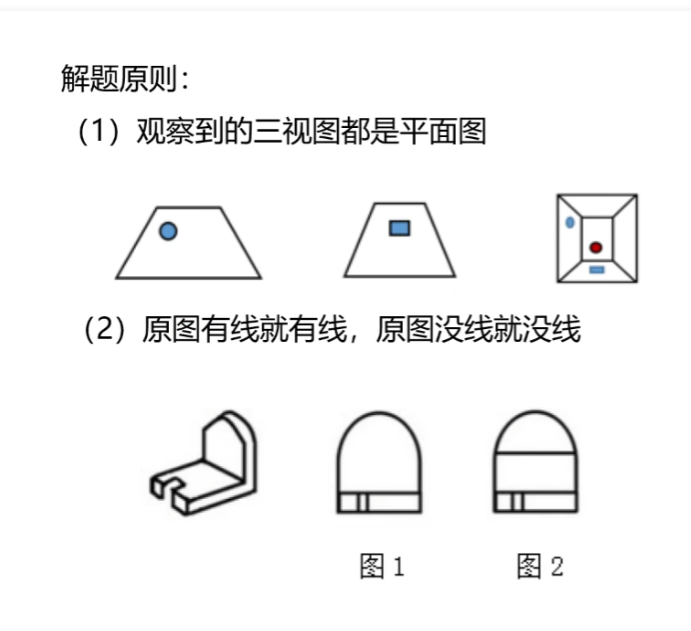 解题原则：
（1）观察到的三视图都是平面图
（2）原图有线就有线，原图没线就没线
图 1
图 2